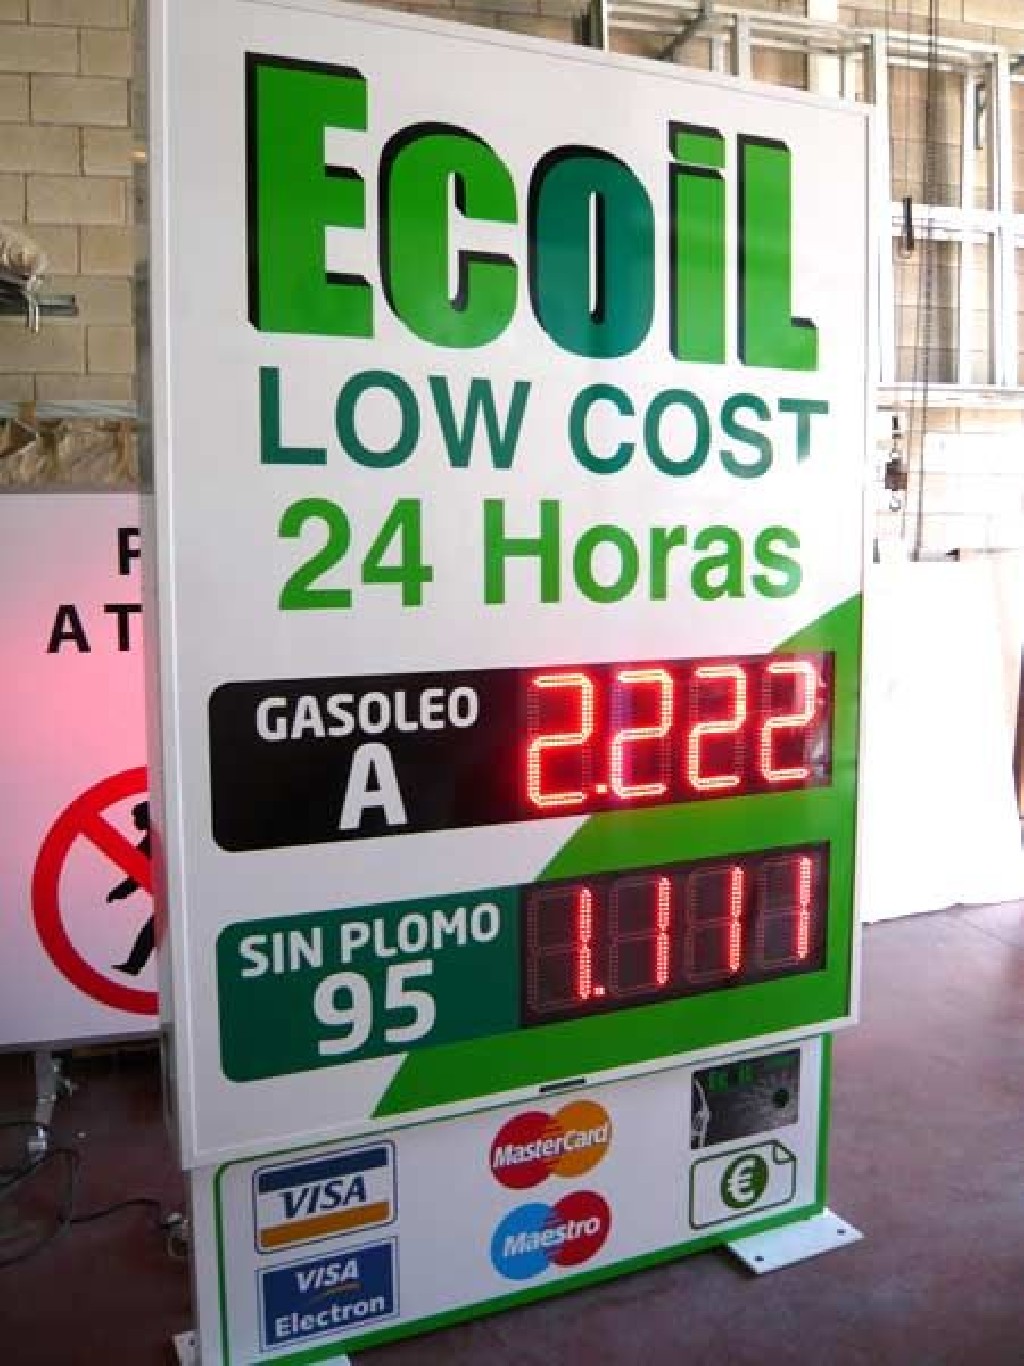 EcoiL
LOW COST
24 Horas
GASOLEO
A
2.222
SIN PLOMO
95
1.111
VISA
MasterCard
€
VISA
Electron
Maestro